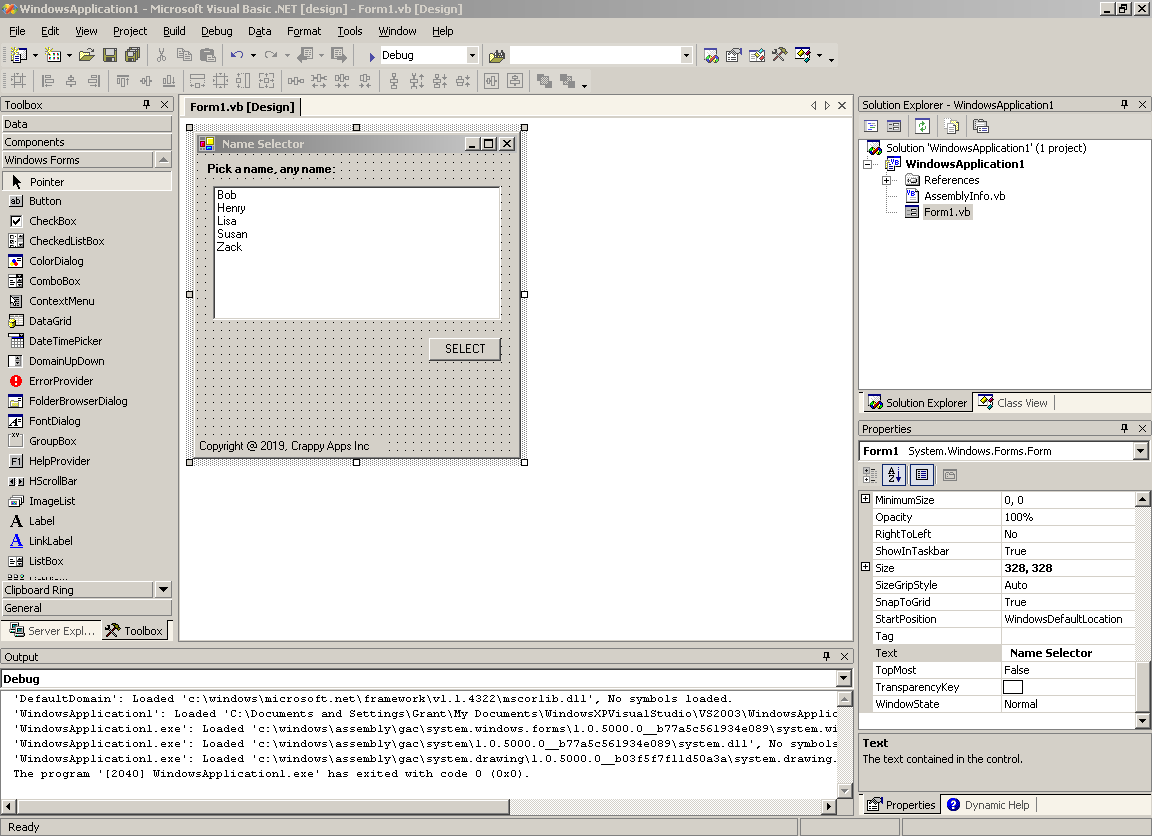 WindowsApplication1 - Microsoft Visual Basic .NET [design] - Form1.vb [Design]
File Edit View Project Build Debug Data Format Tools Window Help
Debug
Toolbox
Data
Components
Windows Forms
Pointer
Button
CheckBox
CheckedListBox
ColorDialog
ComboBox
ContextMenu
DataGrid
DateTimePicker
DomainUpDown
ErrorProvider
FolderBrowserDialog
FontDialog
GroupBox
HelpProvider
HScrollBar
ImageList
Label
LinkLabel
ListBox
Clipboard Ring
General
Server Expl... Toolbox
Form1.vb [Design]
Name Selector
Pick a name, any name:
Bob
Henry
Lisa
Susan
Zack
SELECT
Copyright @ 2019, Crappy Apps Inc
Solution Explorer - WindowsApplication1
Solution 'WindowsApplication1' (1 project)
WindowsApplication1
References
AssemblyInfo.vb
Form1.vb
Solution Explorer Class View
Properties
Form1 System.Windows.Forms.Form
MinimumSize 0, 0
Opacity 100%
RightToLeft No
ShowInTaskbar True
Size 328, 328
SizeGripStyle Auto
SnapToGrid True
StartPosition WindowsDefaultLocation
Tag
Text Name Selector
TopMost False
TransparencyKey
WindowState Normal
Text
The text contained in the control.
Properties Dynamic Help
Output
Debug
'DefaultDomain': Loaded 'c:\windows\microsoft.net\framework\v1.1.4322\mscorlib.dll', No symbols loaded.
'WindowsApplication1': Loaded 'C:\Documents and Settings\Grant\My Documents\WindowsXPVisualStudio\VS2003\WindowsApplic
'WindowsApplication1.exe': Loaded 'c:\windows\assembly\gac\system.windows.forms\1.0.5000.0__b77a5c561934e089\system.wi
'WindowsApplication1.exe': Loaded 'c:\windows\assembly\gac\system\1.0.5000.0__b77a5c561934e089\system.dll', No symbols
'WindowsApplication1.exe': Loaded 'c:\windows\assembly\gac\system.drawing\1.0.5000.0__b03f5f7f11d50a3a\system.drawing.
The program '[2040] WindowsApplication1.exe' has exited with code 0 (0x0).
Ready